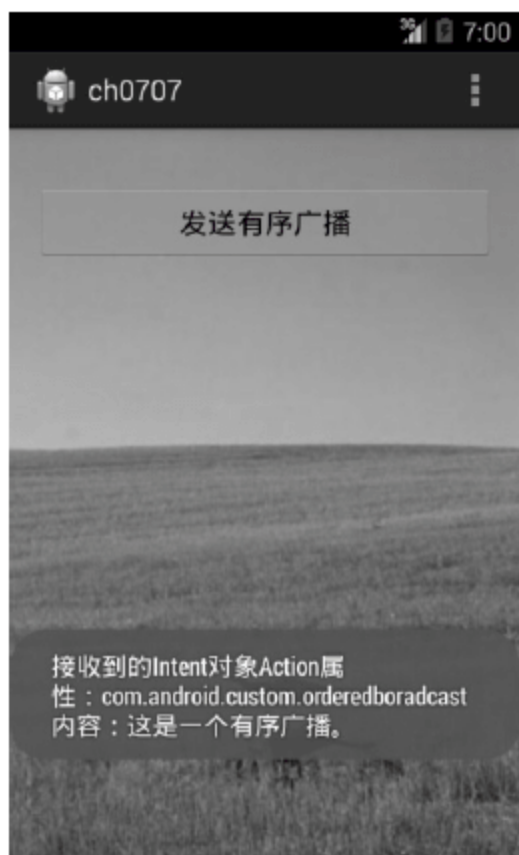 3G 7:00
ch0707
发送有序广播
接收到的Intent对象Action属
性：com.android.custom.orderedboradcast
内容：这是一个有序广播。